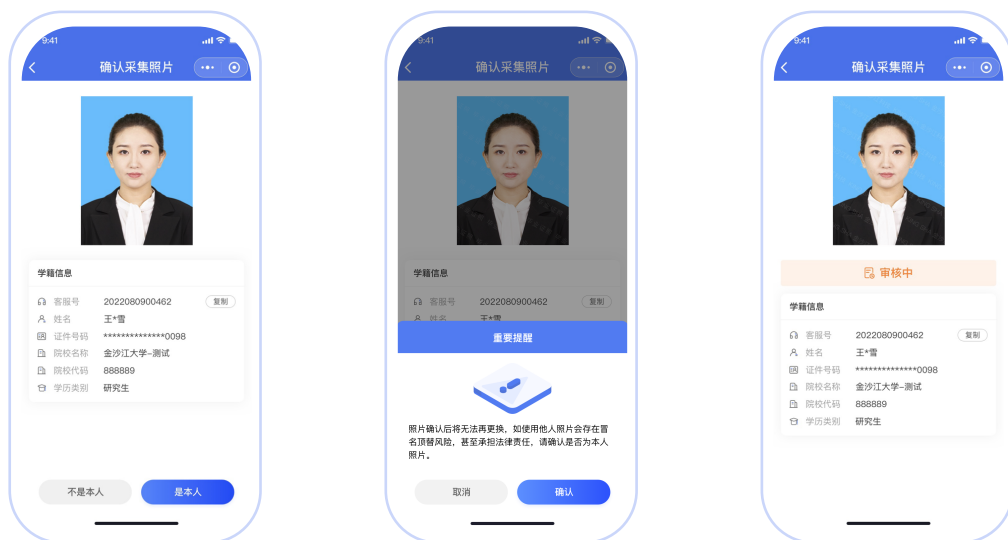 9:41
确认采集照片
学籍信息
客服号 2022080900462 复制
姓名 王*雪
证件号码 **************0098
院校名称 金沙江大学-测试
院校代码 888889
学历类别 研究生
不是本人 是本人
9:41
确认采集照片
学籍信息
客服号 2022080900462 复制
姓名 王*雪
重要提醒
照片确认后将无法再更换，如使用他人照片会存在冒
名顶替风险，甚至承担法律责任，请确认是否为本人
照片。
取消 确认
9:41
确认采集照片
审核中
学籍信息
客服号 2022080900462 复制
姓名 王*雪
证件号码 **************0098
院校名称 金沙江大学-测试
院校代码 888889
学历类别 研究生